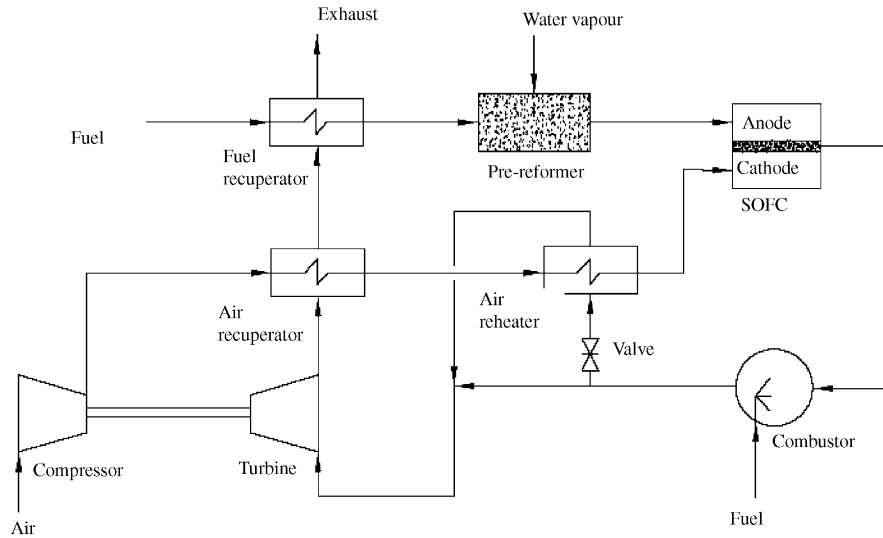 Exhaust
Water vapour
Fuel
Fuel
recuperator
Pre-reformer
Anode
Cathode
SOFC
Air
recuperator
Air
reheater
Valve
Compressor
Turbine
Combustor
Air
Fuel